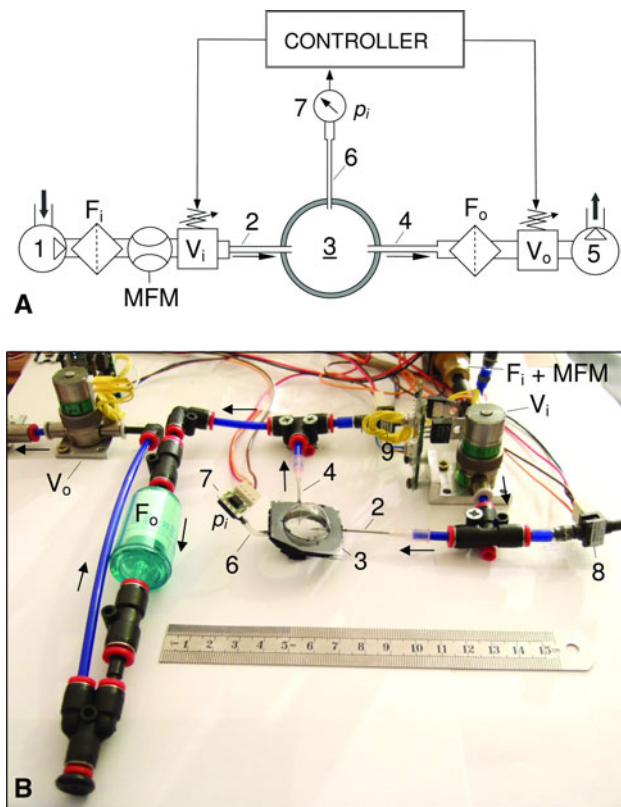 CONTROLLER
7 pᵢ
6
Fᵢ 2 4 Fₒ
1 Vᵢ 3 Vₒ 5
MFM
A
Fᵢ + MFM
Vᵢ
9
Vₒ 7 4
pᵢ 2
Fₒ
6 3 8
1 2 3 4 5 6 7 8 9 10 11 12 13 14 15
B